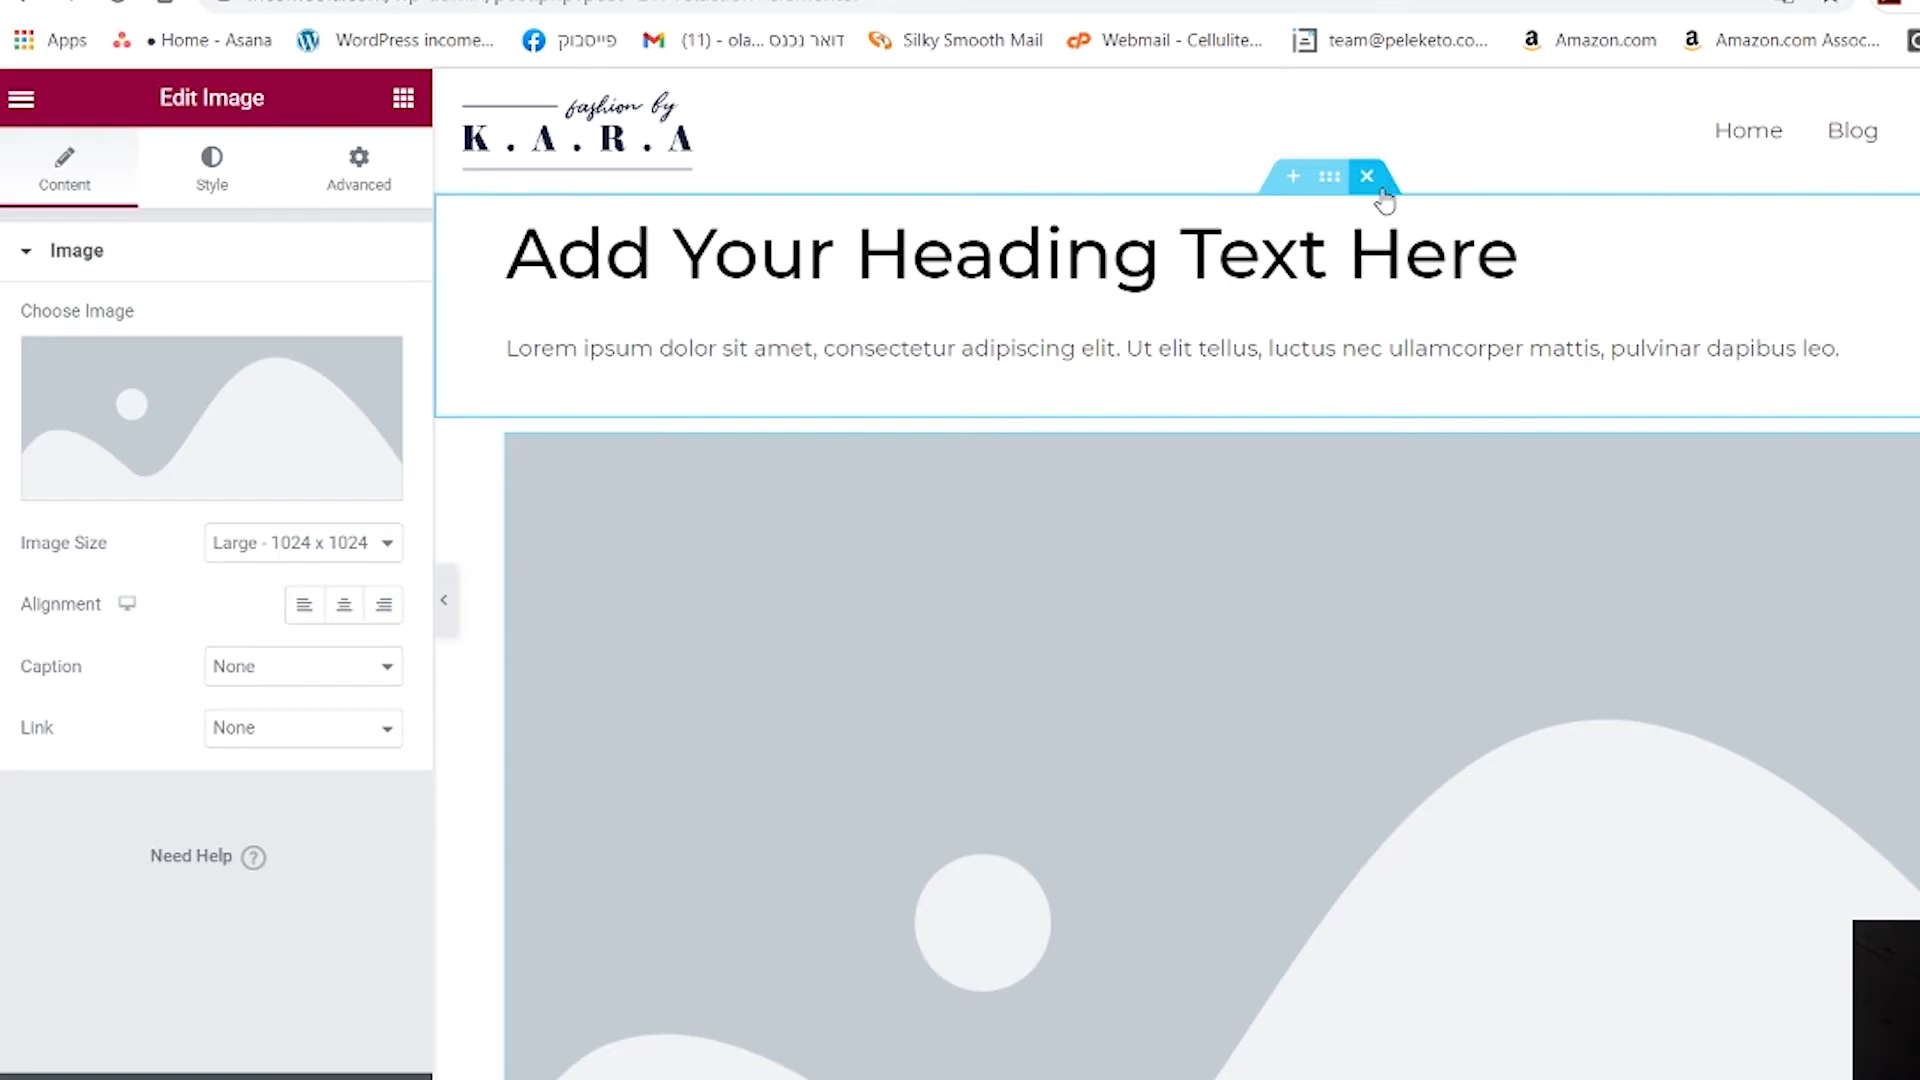 Apps
• Home - Asana
WordPress income...
פייסבוק
דואר נכנס ...ola - (11)
Silky Smooth Mail
Webmail - Cellulite...
team@peleketo.co...
Amazon.com
Amazon.com Assoc...
Edit Image
Content
Style
Advanced
Image
Choose Image
Image Size
Large - 1024 x 1024
Alignment
Caption
None
Link
None
Need Help ?
fashion by
K . A . R . A
Home
Blog
Add Your Heading Text Here
Lorem ipsum dolor sit amet, consectetur adipiscing elit. Ut elit tellus, luctus nec ullamcorper mattis, pulvinar dapibus leo.